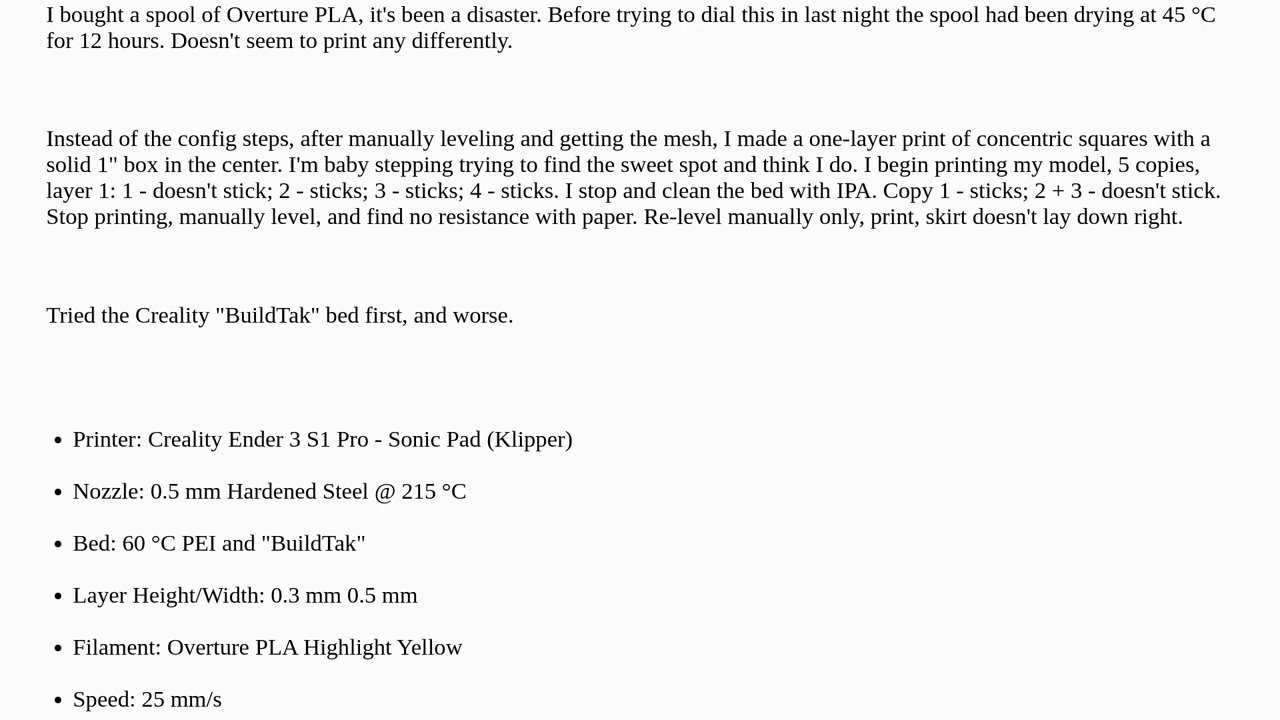 I bought a spool of Overture PLA, it's been a disaster. Before trying to dial this in last night the spool had been drying at 45 °C
for 12 hours. Doesn't seem to print any differently.
Instead of the config steps, after manually leveling and getting the mesh, I made a one-layer print of concentric squares with a
solid 1" box in the center. I'm baby stepping trying to find the sweet spot and think I do. I begin printing my model, 5 copies,
layer 1: 1 - doesn't stick; 2 - sticks; 3 - sticks; 4 - sticks. I stop and clean the bed with IPA. Copy 1 - sticks; 2 + 3 - doesn't stick.
Stop printing, manually level, and find no resistance with paper. Re-level manually only, print, skirt doesn't lay down right.
Tried the Creality "BuildTak" bed first, and worse.
• Printer: Creality Ender 3 S1 Pro - Sonic Pad (Klipper)
• Nozzle: 0.5 mm Hardened Steel @ 215 °C
• Bed: 60 °C PEI and "BuildTak"
• Layer Height/Width: 0.3 mm 0.5 mm
• Filament: Overture PLA Highlight Yellow
• Speed: 25 mm/s